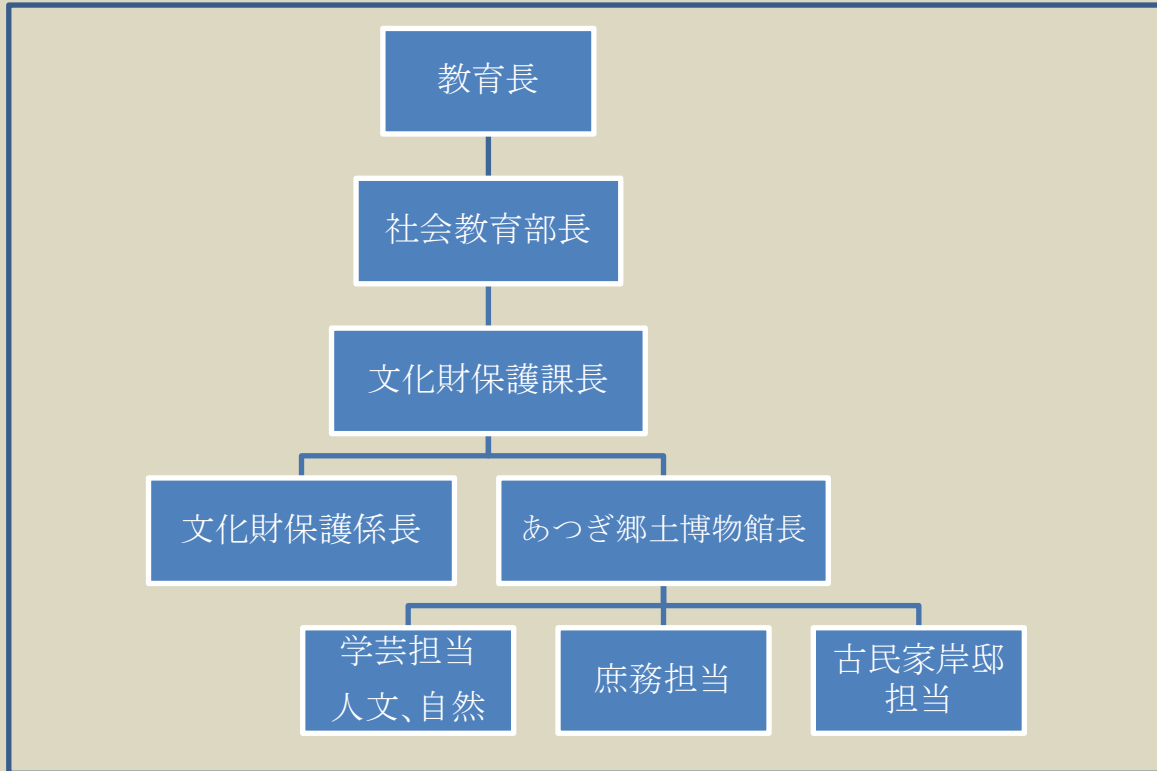 教育長
社会教育部長
文化財保護課長
文化財保護係長
あつぎ郷土博物館長
学芸担当
人文、自然
庶務担当
古民家岸邸
担当